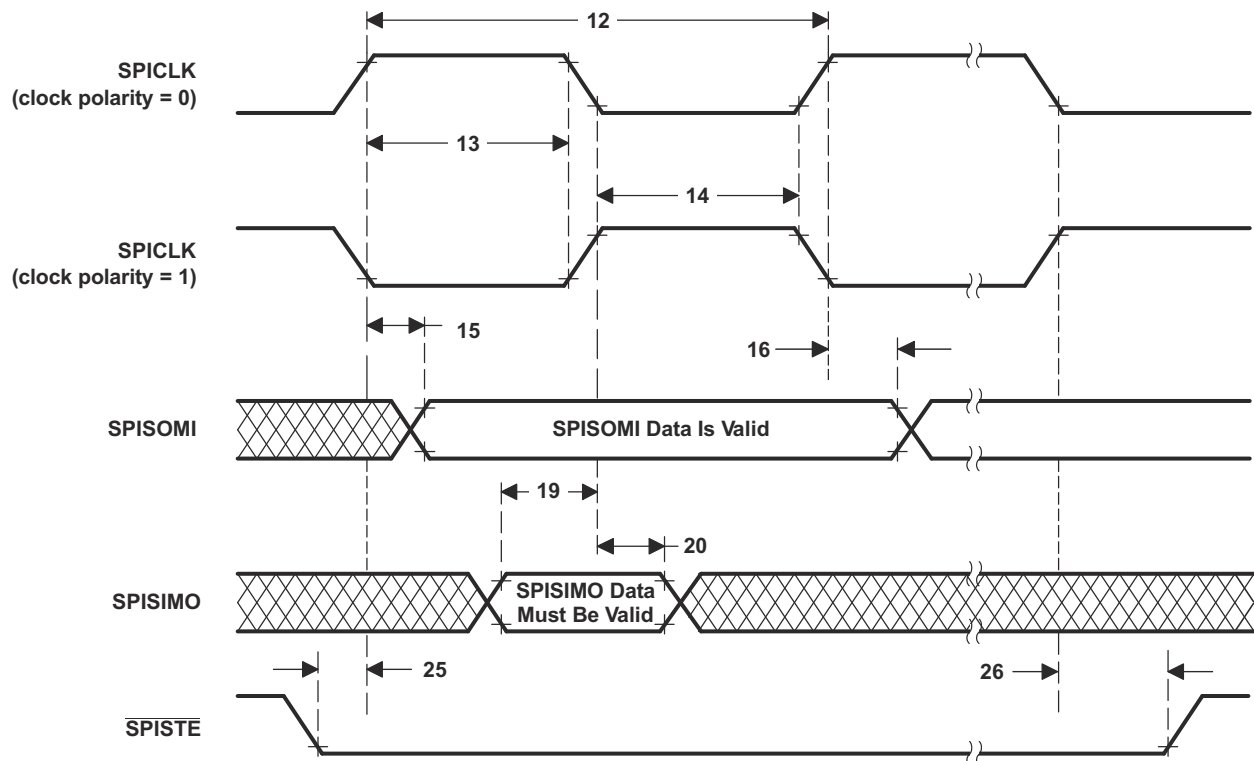 12
SPICLK
(clock polarity = 0)
13
14
SPICLK
(clock polarity = 1)
15
16
SPISOMI
SPISOMI Data Is Valid
19
20
SPISIMO
SPISIMO Data
Must Be Valid
25
26
SPISTE